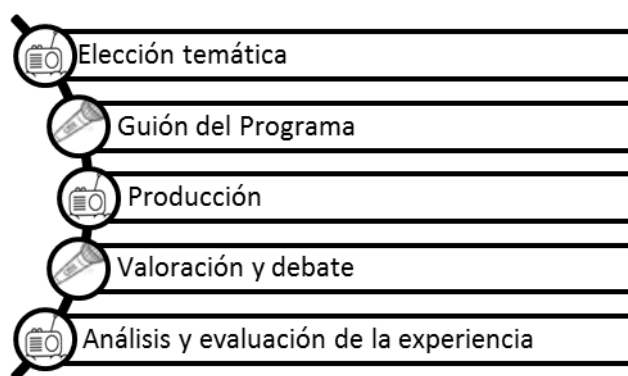 Elección temática
Guión del Programa
Producción
Valoración y debate
Análisis y evaluación de la experiencia